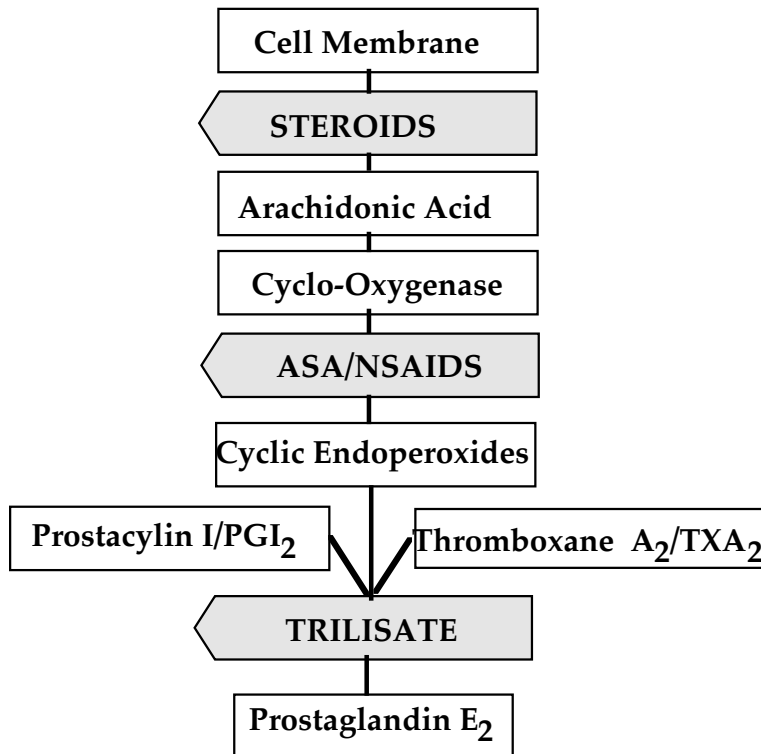 Cell Membrane
STEROIDS
Arachidonic Acid
Cyclo-Oxygenase
ASA/NSAIDS
Cyclic Endoperoxides
Prostacylin I/PGI2
Thromboxane A2/TXA2
TRILISATE
Prostaglandin E2